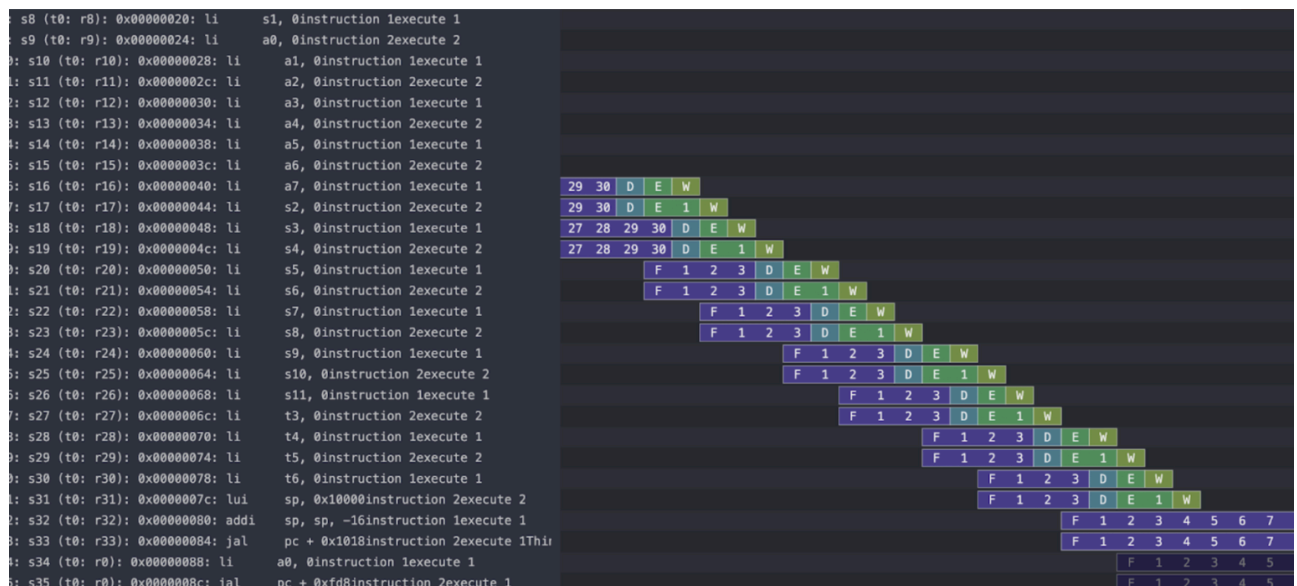 : s8 (t0: r8): 0x00000020: li s1, 0instruction 1execute 1
: s9 (t0: r9): 0x00000024: li a0, 0instruction 2execute 2
0: s10 (t0: r10): 0x00000028: li a1, 0instruction 1execute 1
1: s11 (t0: r11): 0x0000002c: li a2, 0instruction 2execute 2
2: s12 (t0: r12): 0x00000030: li a3, 0instruction 1execute 1
3: s13 (t0: r13): 0x00000034: li a4, 0instruction 2execute 2
4: s14 (t0: r14): 0x00000038: li a5, 0instruction 1execute 1
5: s15 (t0: r15): 0x0000003c: li a6, 0instruction 2execute 2
6: s16 (t0: r16): 0x00000040: li a7, 0instruction 1execute 1 29 30 D E W
7: s17 (t0: r17): 0x00000044: li s2, 0instruction 2execute 2 29 30 D E 1 W
8: s18 (t0: r18): 0x00000048: li s3, 0instruction 1execute 1 27 28 29 30 D E W
9: s19 (t0: r19): 0x0000004c: li s4, 0instruction 2execute 2 27 28 29 30 D E 1 W
0: s20 (t0: r20): 0x00000050: li s5, 0instruction 1execute 1 F 1 2 3 D E W
1: s21 (t0: r21): 0x00000054: li s6, 0instruction 2execute 2 F 1 2 3 D E 1 W
2: s22 (t0: r22): 0x00000058: li s7, 0instruction 1execute 1 F 1 2 3 D E W
3: s23 (t0: r23): 0x0000005c: li s8, 0instruction 2execute 2 F 1 2 3 D E 1 W
4: s24 (t0: r24): 0x00000060: li s9, 0instruction 1execute 1 F 1 2 3 D E W
5: s25 (t0: r25): 0x00000064: li s10, 0instruction 2execute 2 F 1 2 3 D E 1 W
6: s26 (t0: r26): 0x00000068: li s11, 0instruction 1execute 1 F 1 2 3 D E W
7: s27 (t0: r27): 0x0000006c: li t3, 0instruction 2execute 2 F 1 2 3 D E 1 W
8: s28 (t0: r28): 0x00000070: li t4, 0instruction 1execute 1 F 1 2 3 D E W
9: s29 (t0: r29): 0x00000074: li t5, 0instruction 2execute 2 F 1 2 3 D E 1 W
0: s30 (t0: r30): 0x00000078: li t6, 0instruction 1execute 1 F 1 2 3 D E W
1: s31 (t0: r31): 0x0000007c: lui sp, 0x10000instruction 2execute 2 F 1 2 3 D E 1 W
2: s32 (t0: r32): 0x00000080: addi sp, sp, -16instruction 1execute 1 F 1 2 3 4 5 6 7
3: s33 (t0: r33): 0x00000084: jal pc + 0x1018instruction 2execute 1Thi F 1 2 3 4 5 6 7
4: s34 (t0: r0): 0x00000088: li a0, 0instruction 1execute 1 F 1 2 3 4 5
5: s35 (t0: r0): 0x0000008c: jal pc + 0xfd8instruction 2execute 1 F 1 2 3 4 5